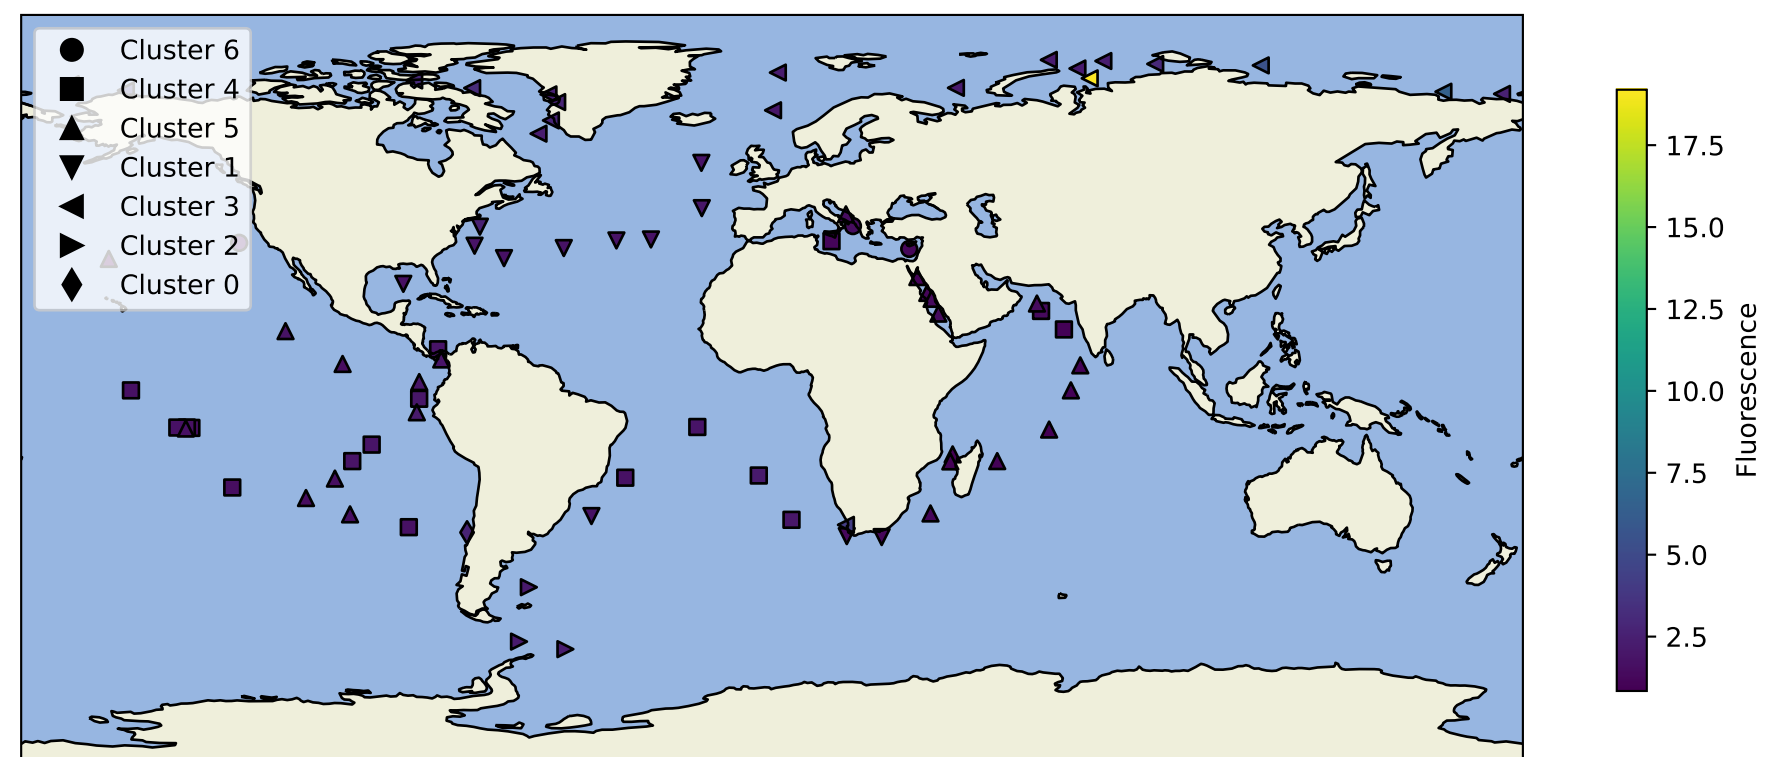 Cluster 6
Cluster 4
Cluster 5
Cluster 1
Cluster 3
Cluster 2
Cluster 0
17.5
15.0
12.5
10.0
7.5
5.0
2.5
Fluorescence